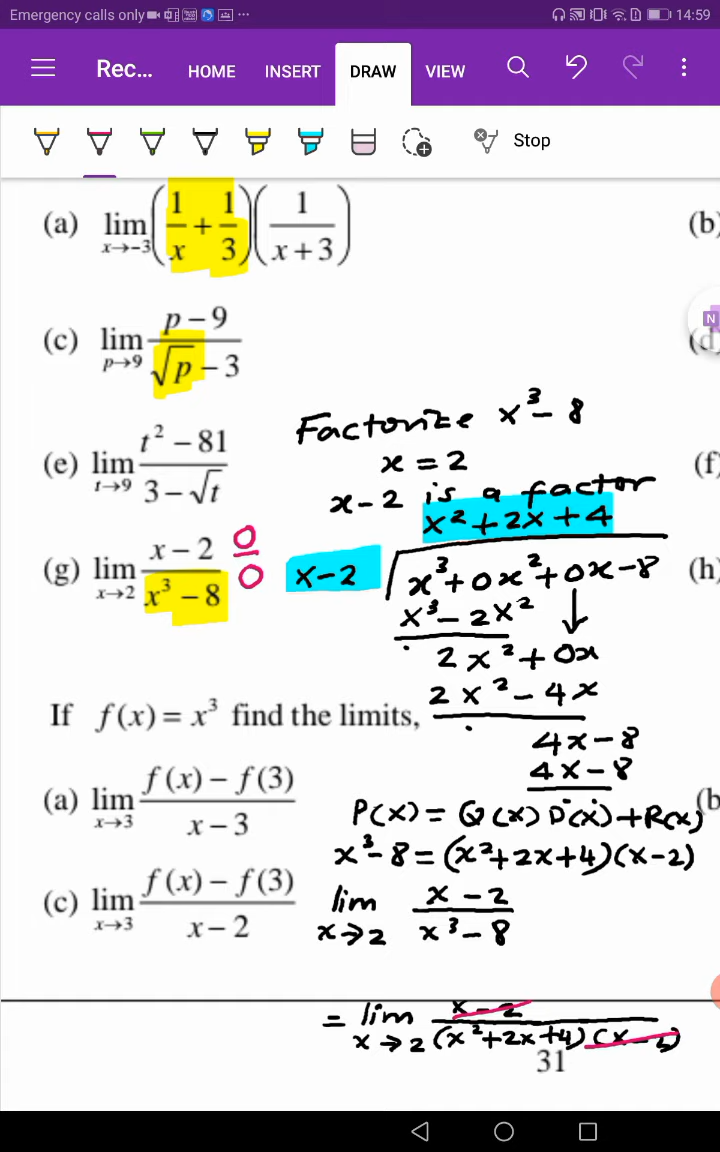 Emergency calls only 14:59
Rec... HOME INSERT DRAW VIEW
Stop
(a) lim x→-3 (1/x + 1/3)(1/(x+3)) (b)
(c) lim p→9 (p-9)/(√p-3) (d)
N
Factorize x³-8
x=2
x-2 is a factor
(e) lim t→9 (t²-81)/(3-√t) (f)
x²+2x+4
(g) lim x→2 (x-2)/(x³-8) 0/0 (h)
x-2 x³+0x²+0x-8
x³-2x²
2x²+0x
2x²-4x
4x-8
4x-8
If f(x)=x³ find the limits,
(a) lim x→3 (f(x)-f(3))/(x-3) (b
P(x)=Q(x)D(x)+R(x)
x³-8=(x²+2x+4)(x-2)
(c) lim x→3 (f(x)-f(3))/(x-2)
lim x→2 (x-2)/(x³-8)
= lim x→2 (x-2)/((x²+2x+4)(x-2))
31